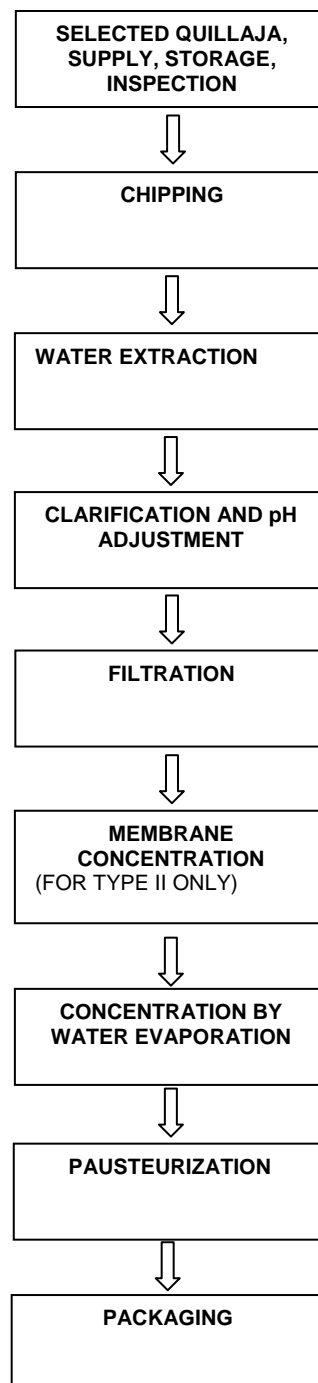 SELECTED QUILLAJA,
SUPPLY, STORAGE,
INSPECTION
CHIPPING
WATER EXTRACTION
CLARIFICATION AND pH
ADJUSTMENT
FILTRATION
MEMBRANE
CONCENTRATION
(FOR TYPE II ONLY)
CONCENTRATION BY
WATER EVAPORATION
PAUSTEURIZATION
PACKAGING